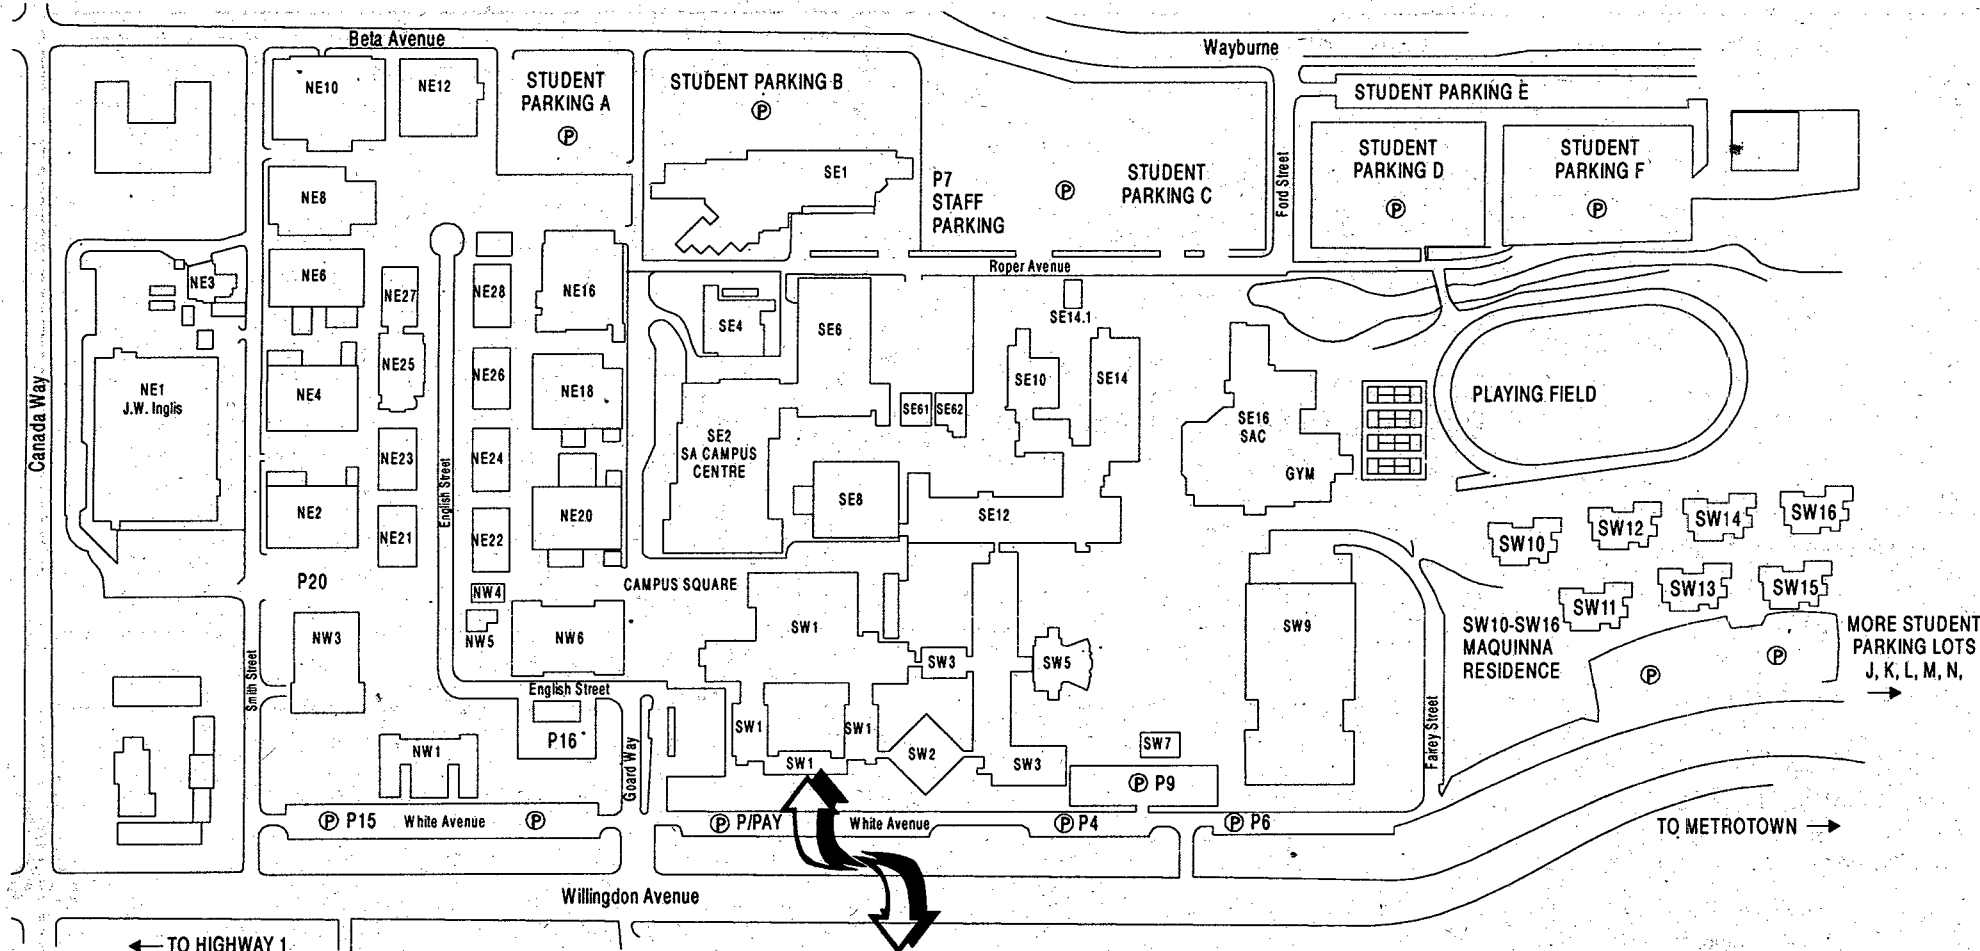 Beta Avenue
Wayburne
NE10
NE12
STUDENT
PARKING A
P
STUDENT PARKING B
P
STUDENT PARKING E
SE1
P7
STAFF
PARKING
P
STUDENT
PARKING C
Ford Street
STUDENT
PARKING D
P
STUDENT
PARKING F
P
NE8
NE3
NE6
NE27
NE28
NE16
Roper Avenue
SE4
SE6
SE14.1
Canada Way
NE1
J.W. Inglis
NE4
NE25
NE26
NE18
SE10
SE14
SE61
SE62
SE16
SAC
GYM
PLAYING FIELD
NE2
NE23
NE21
English Street
NE24
NE22
NE20
SE2
SA CAMPUS
CENTRE
SE8
SE12
SW10
SW12
SW14
SW16
SW11
SW13
SW15
P20
NW4
NW5
NW6
CAMPUS SQUARE
NW3
Smith Street
SW1
SW3
SW5
SW9
SW10-SW16
MAQUINNA
RESIDENCE
P
P
MORE STUDENT
PARKING LOTS
J, K, L, M, N,
English Street
P16
NW1
Goard Way
SW1
SW1
SW1
SW2
SW3
SW7
P P9
Fairey Street
P P15
White Avenue
P
P P/PAY
White Avenue
P P4
P P6
TO METROTOWN
Willingdon Avenue
TO HIGHWAY 1